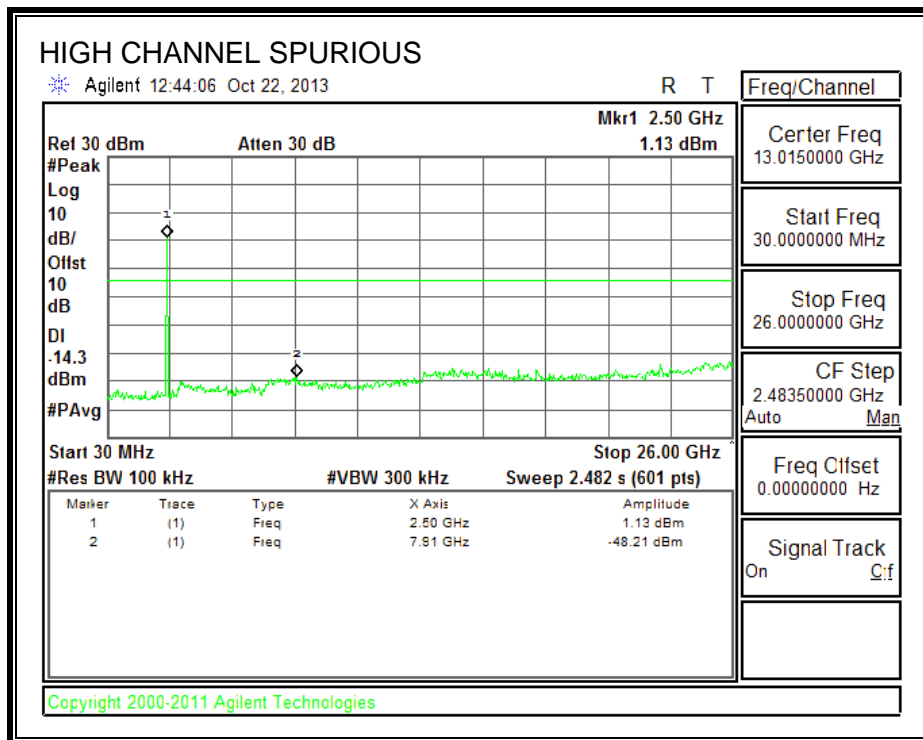 HIGH CHANNEL SPURIOUS
Agilent 12:44:06 Oct 22, 2013 R T
Freq/Channel
Mkr1 2.50 GHz
Ref 30 dBm Atten 30 dB 1.13 dBm
#Peak
Log
10
dB/
Offst
10
dB
DI
-14.3
dBm
#PAvg
1
2
Start 30 MHz Stop 26.00 GHz
#Res BW 100 kHz #VBW 300 kHz Sweep 2.482 s (601 pts)
Marker Trace Type X Axis Amplitude
1 (1) Freq 2.50 GHz 1.13 dBm
2 (1) Freq 7.91 GHz -48.21 dBm
Center Freq
13.0150000 GHz
Start Freq
30.0000000 MHz
Stop Freq
26.0000000 GHz
CF Step
2.48350000 GHz
Auto Man
Freq Offset
0.00000000 Hz
Signal Track
On Off
Copyright 2000-2011 Agilent Technologies